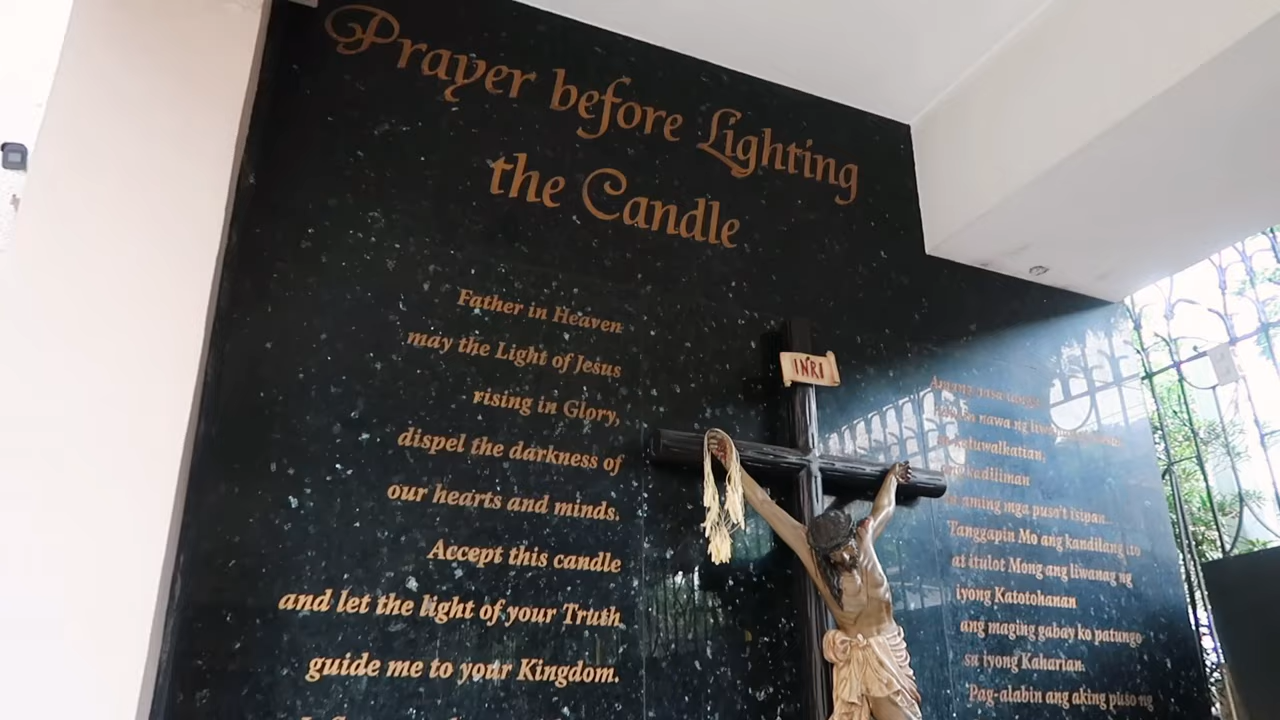 Prayer before Lighting
the Candle
Father in Heaven
may the Light of Jesus
rising in Glory,
dispel the darkness of
our hearts and minds.
Accept this candle
and let the light of your Truth
guide me to your Kingdom.
INRI
nawa ng
kaluwalkatian,
kadiliman
aming mga puso't isipan.
Tanggapin Mo ang kandilang ito
at itulot Mong ang liwanag ng
iyong Katotohanan
ang maging gabay ko patungo
sa iyong Kaharian.
Pag-alabin ang aking puso ng